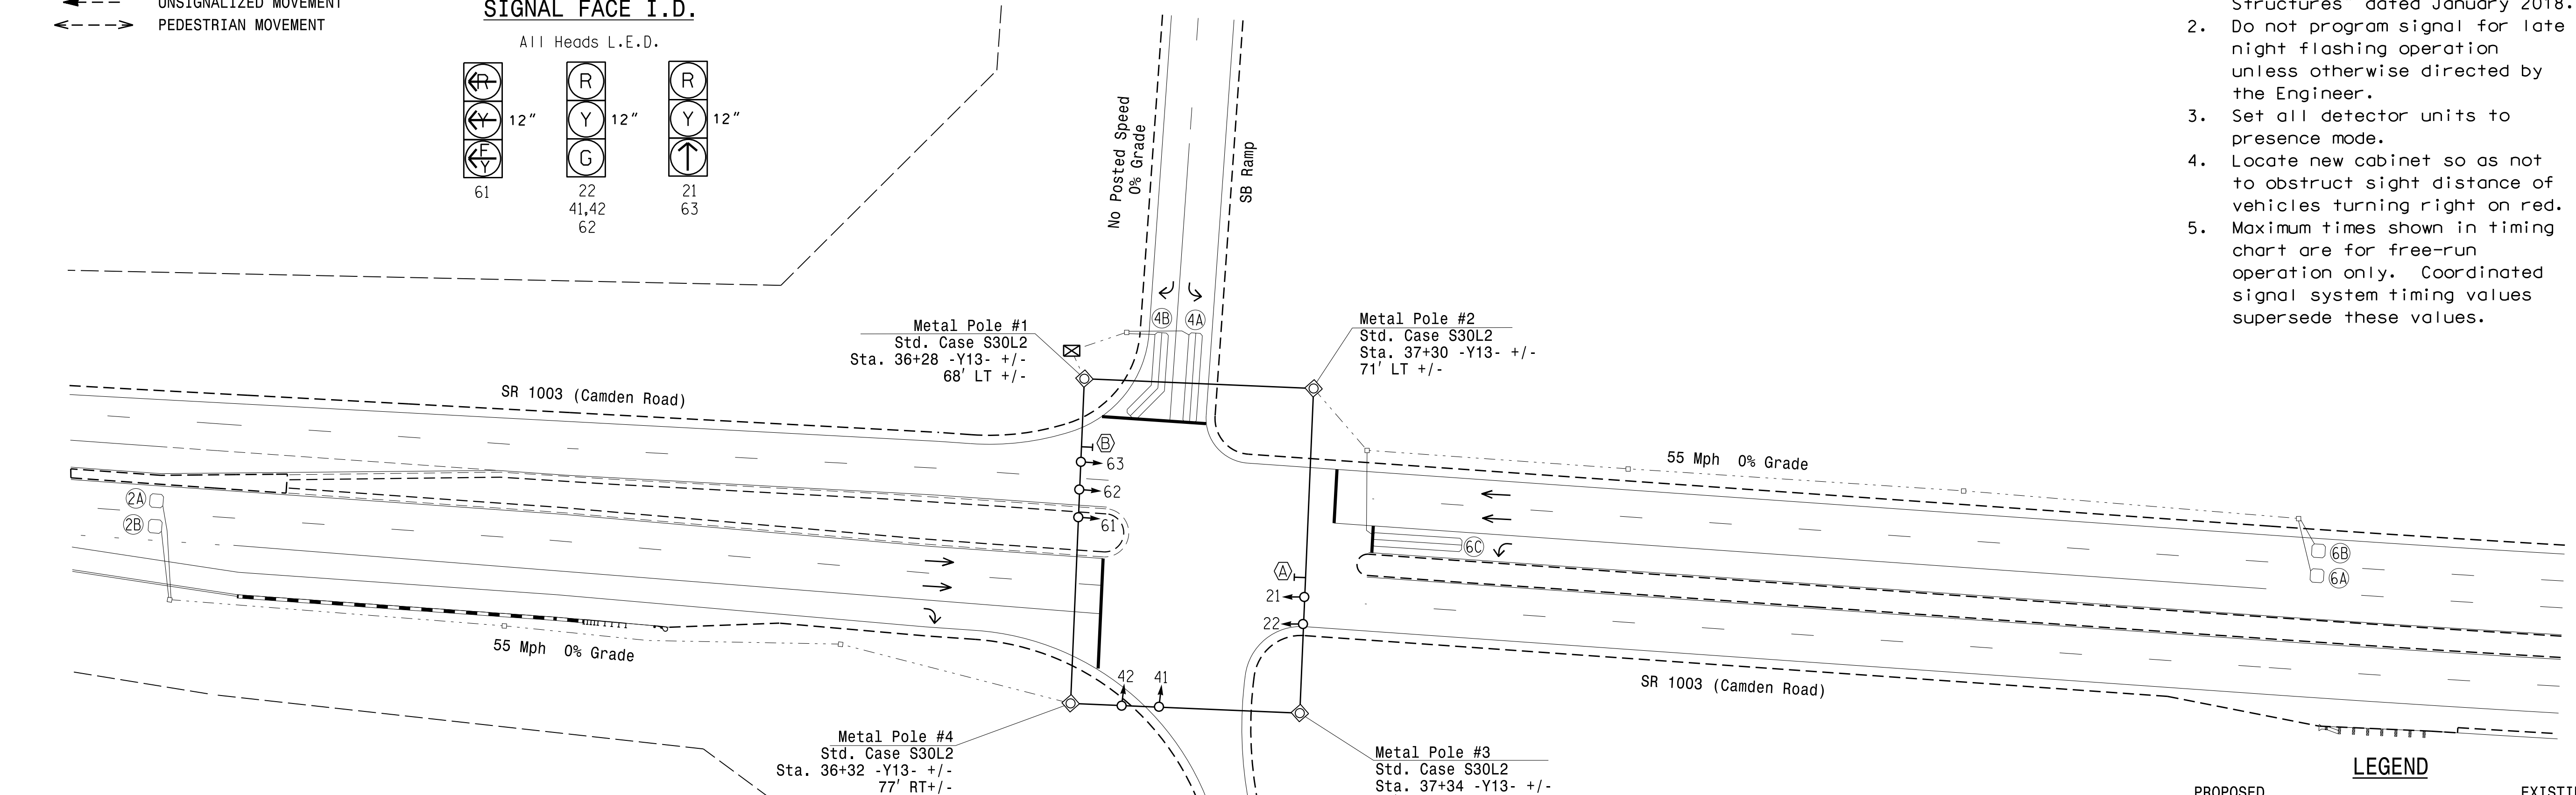 UNSIGNALIZED MOVEMENT
PEDESTRIAN MOVEMENT
SIGNAL FACE I.D.
All Heads L.E.D.
R
Y
F
Y
12"
61
R
Y
G
12"
22
41,42
62
R
Y
12"
21
63
Structures dated January 2018.
2. Do not program signal for late
night flashing operation
unless otherwise directed by
the Engineer.
3. Set all detector units to
presence mode.
4. Locate new cabinet so as not
to obstruct sight distance of
vehicles turning right on red.
5. Maximum times shown in timing
chart are for free-run
operation only. Coordinated
signal system timing values
supersede these values.
No Posted Speed
0% Grade
SB Ramp
4B
4A
Metal Pole #1
Std. Case S30L2
Sta. 36+28 -Y13- +/-
68' LT +/-
Metal Pole #2
Std. Case S30L2
Sta. 37+30 -Y13- +/-
71' LT +/-
SR 1003 (Camden Road)
B
63
62
61
55 Mph 0% Grade
2A
2B
6C
6B
6A
A
21
22
55 Mph 0% Grade
42
41
SR 1003 (Camden Road)
Metal Pole #4
Std. Case S30L2
Sta. 36+32 -Y13- +/-
77' RT+/-
Metal Pole #3
Std. Case S30L2
Sta. 37+34 -Y13- +/-
LEGEND
PROPOSED